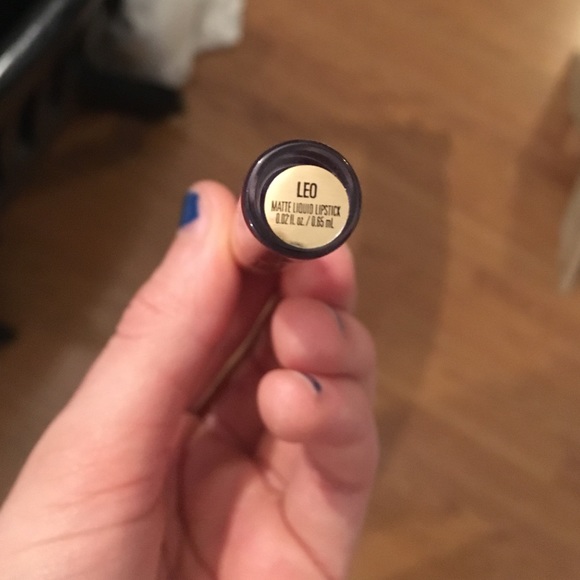 LEO
MATTE LIQUID LIPSTICK
0.02 fl. oz. / 0.65 mL